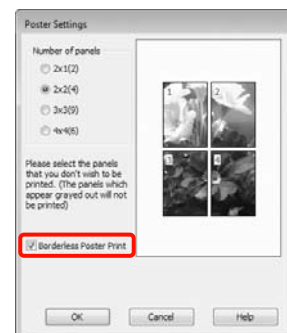 Poster Settings
Number of panels
2x1(2)
2x2(4)
3x3(9)
4x4(6)
1 2
3 4
Please select the panels
that you don't wish to be
printed. (The panels which
appear grayed out will not
be printed)
Borderless Poster Print
OK Cancel Help